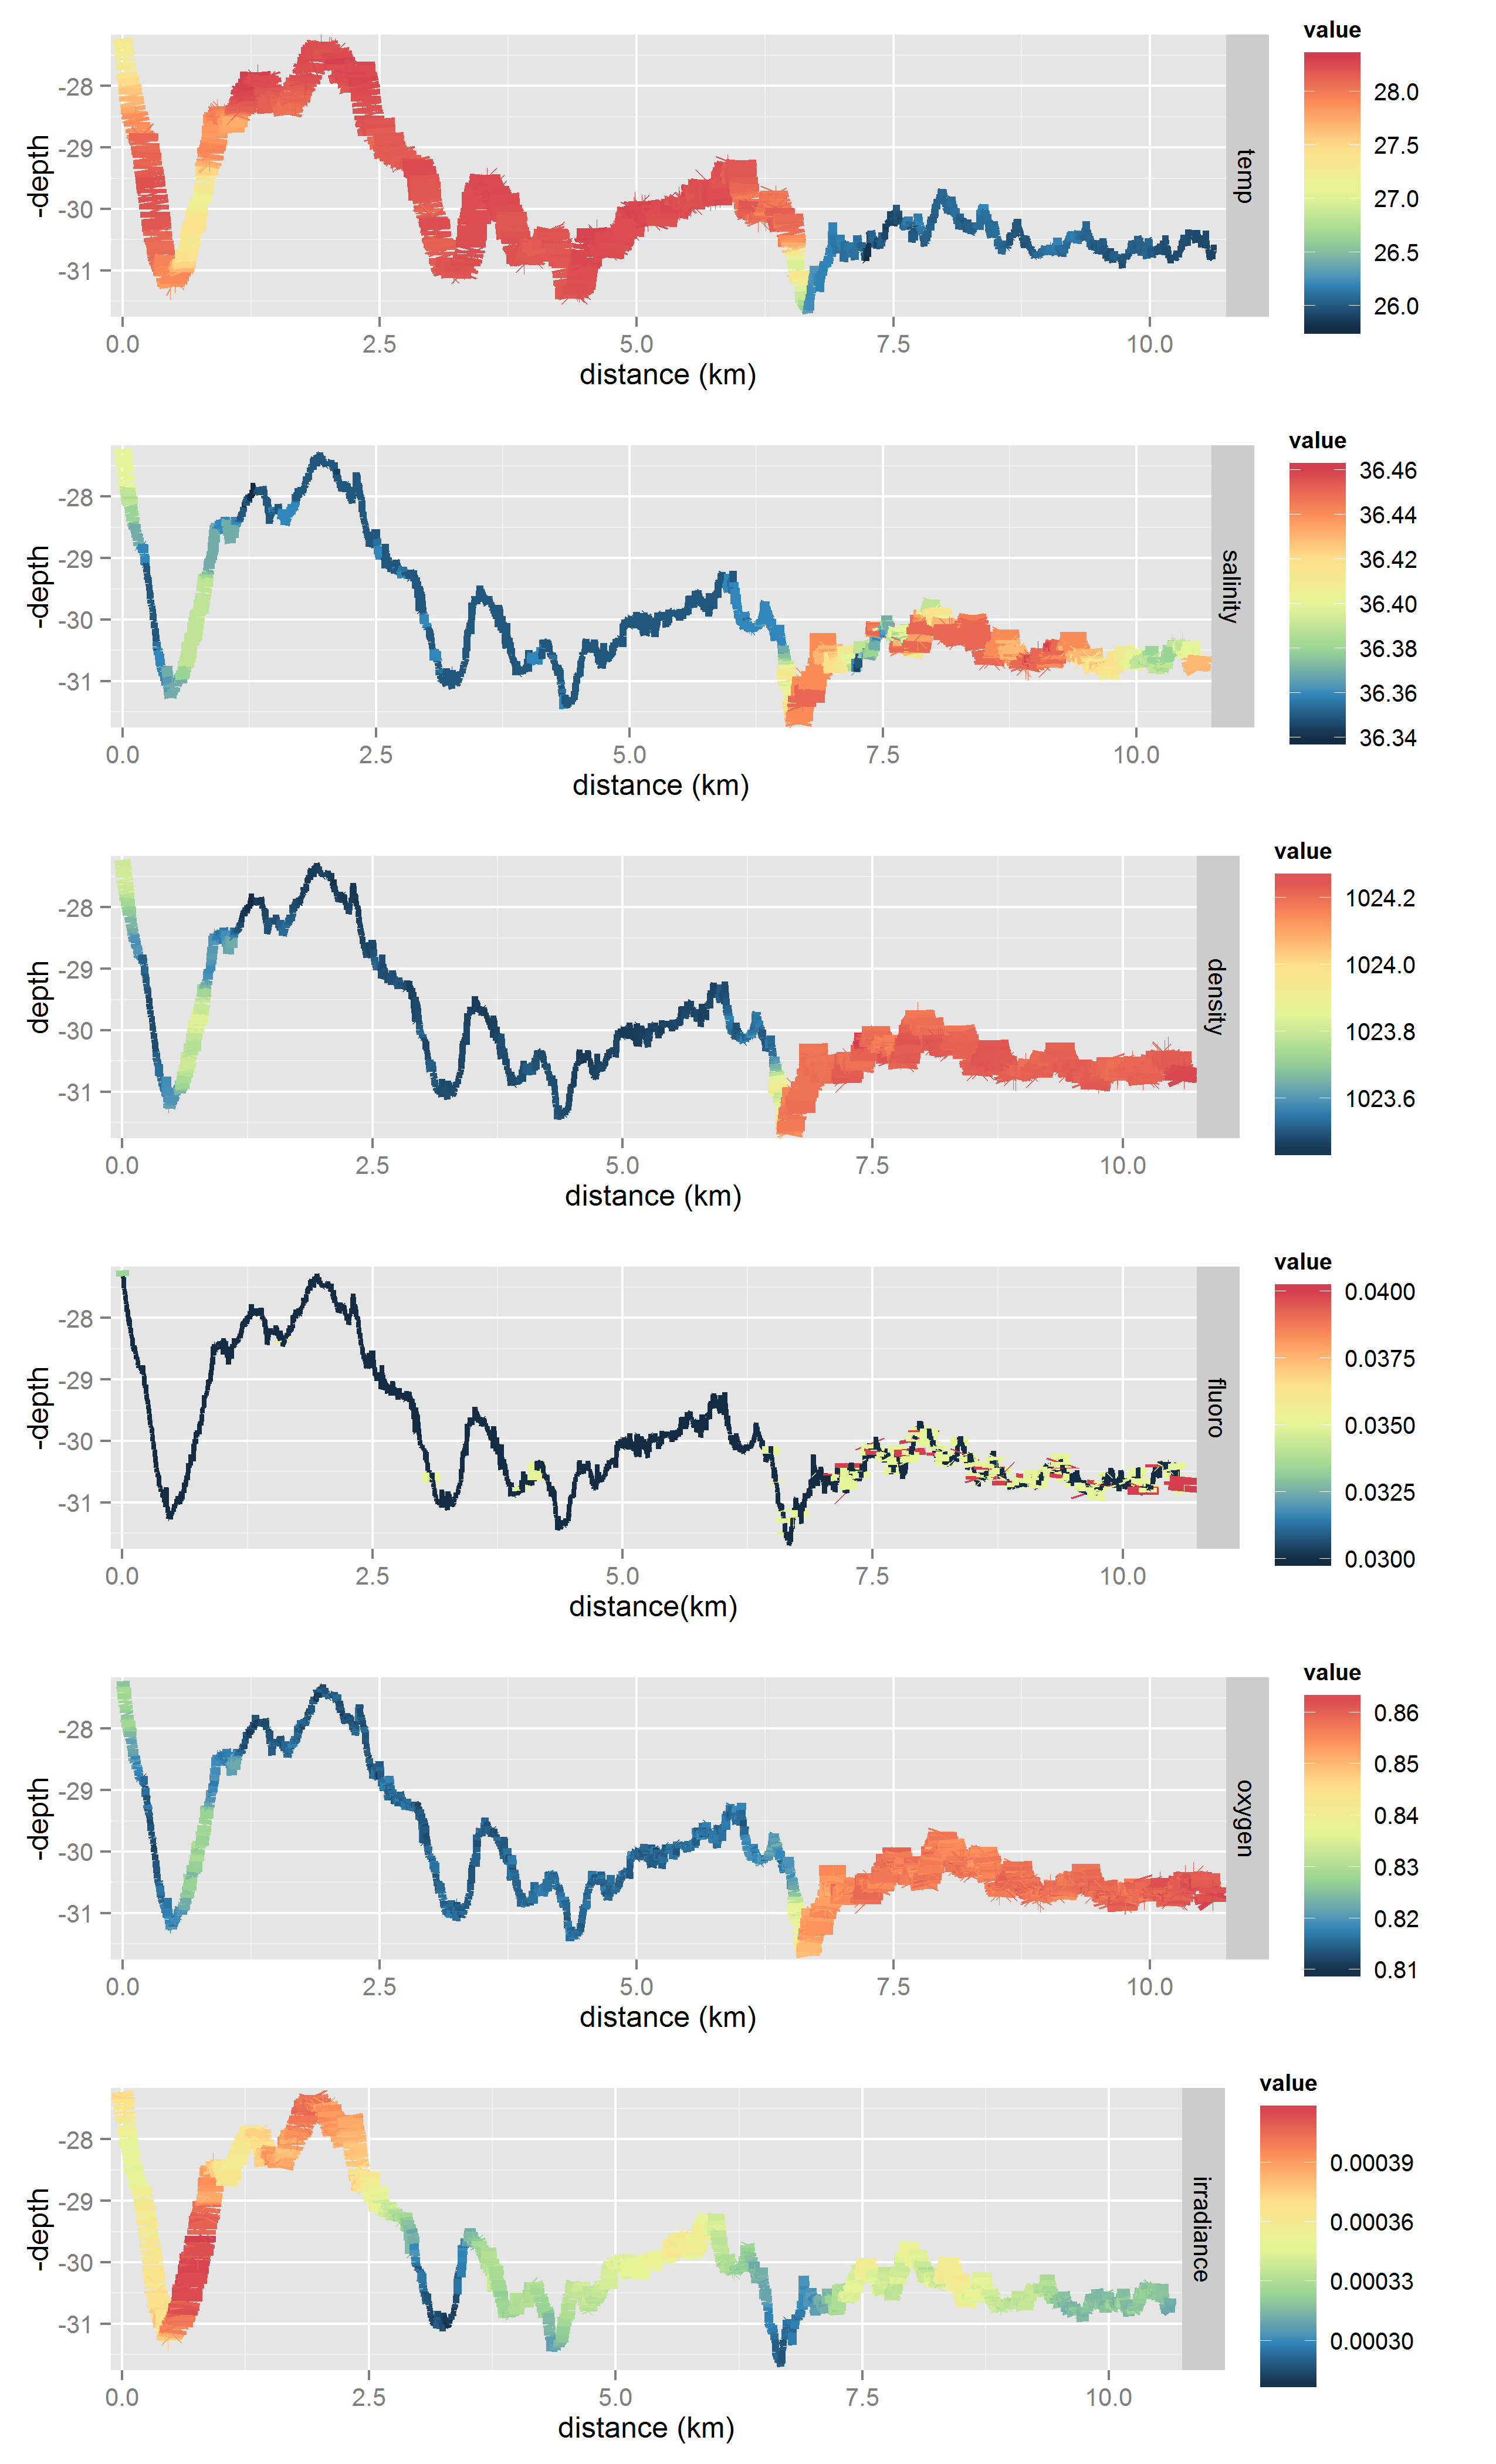 value
-28
-29
-30
-31
-depth
temp
28.0
27.5
27.0
26.5
26.0
0.0 2.5 5.0 7.5 10.0
distance (km)
value
-28
-29
-30
-31
-depth
salinity
36.46
36.44
36.42
36.40
36.38
36.36
36.34
0.0 2.5 5.0 7.5 10.0
distance (km)
value
-28
-29
-30
-31
depth
density
1024.2
1024.0
1023.8
1023.6
0.0 2.5 5.0 7.5 10.0
distance (km)
value
-28
-29
-30
-31
-depth
fluoro
0.0400
0.0375
0.0350
0.0325
0.0300
0.0 2.5 5.0 7.5 10.0
distance(km)
value
-28
-29
-30
-31
-depth
oxygen
0.86
0.85
0.84
0.83
0.82
0.81
0.0 2.5 5.0 7.5 10.0
distance (km)
value
-28
-29
-30
-31
-depth
irradiance
0.00039
0.00036
0.00033
0.00030
0.0 2.5 5.0 7.5 10.0
distance (km)